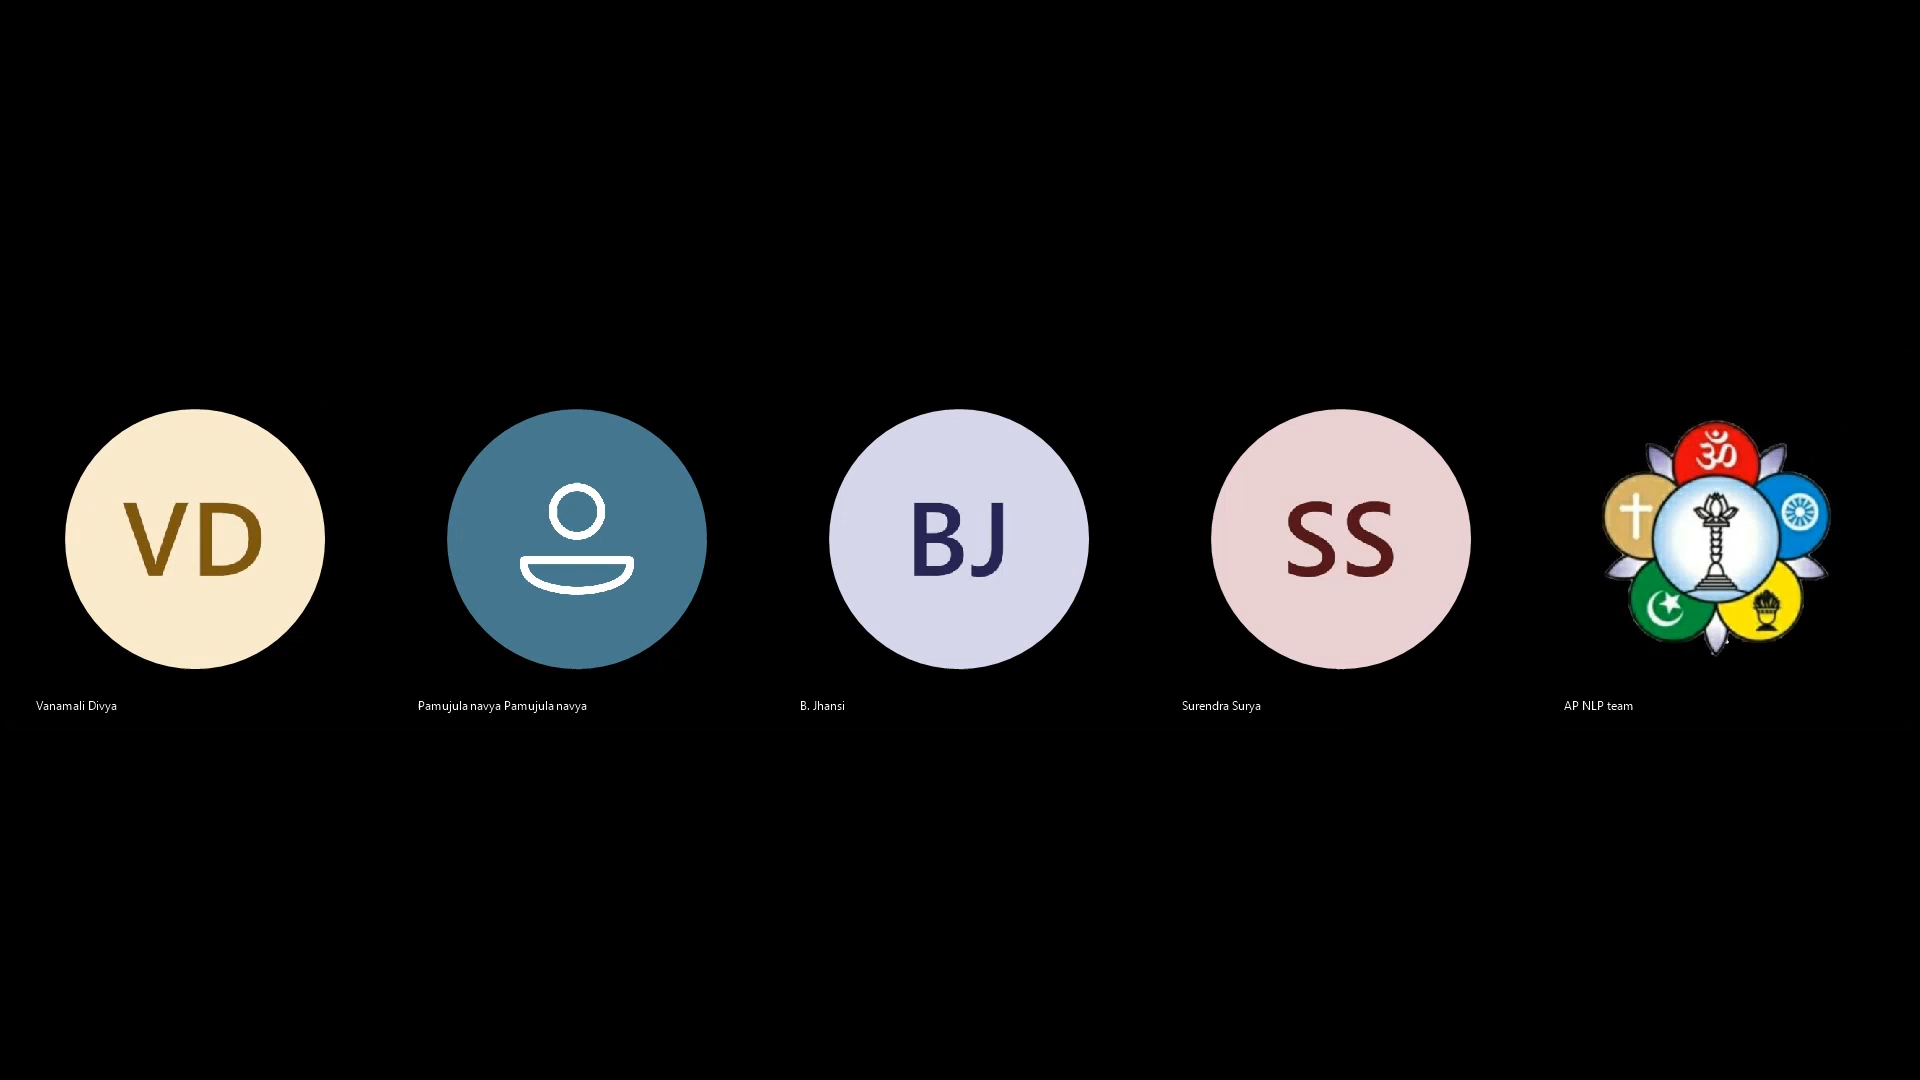 VD
BJ
SS
ॐ
Vanamali Divya
Pamujula navya Pamujula navya
B. Jhansi
Surendra Surya
AP NLP team